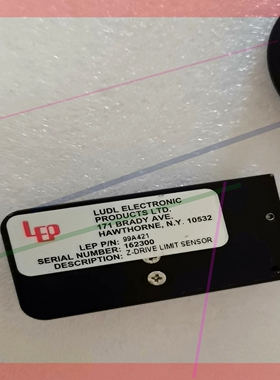 LEP
LUDL ELECTRONIC
PRODUCTS LTD.
171 BRADY AVE.
HAWTHORNE, N.Y. 10532
LEP P/N: 99A421
SERIAL NUMBER: 162300
DESCRIPTION: Z-DRIVE LIMIT SENSOR